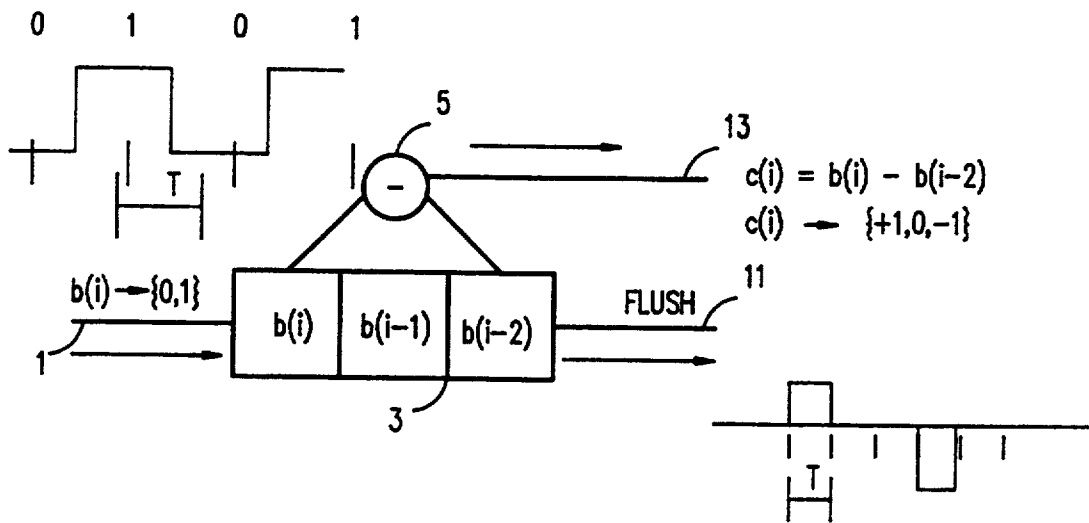 0 1 0 1
5
13
T
c(i) = b(i) - b(i-2)
c(i) → {+1,0,-1}
b(i)→{0,1}
-
11
FLUSH
b(i) b(i-1) b(i-2)
1
3
T